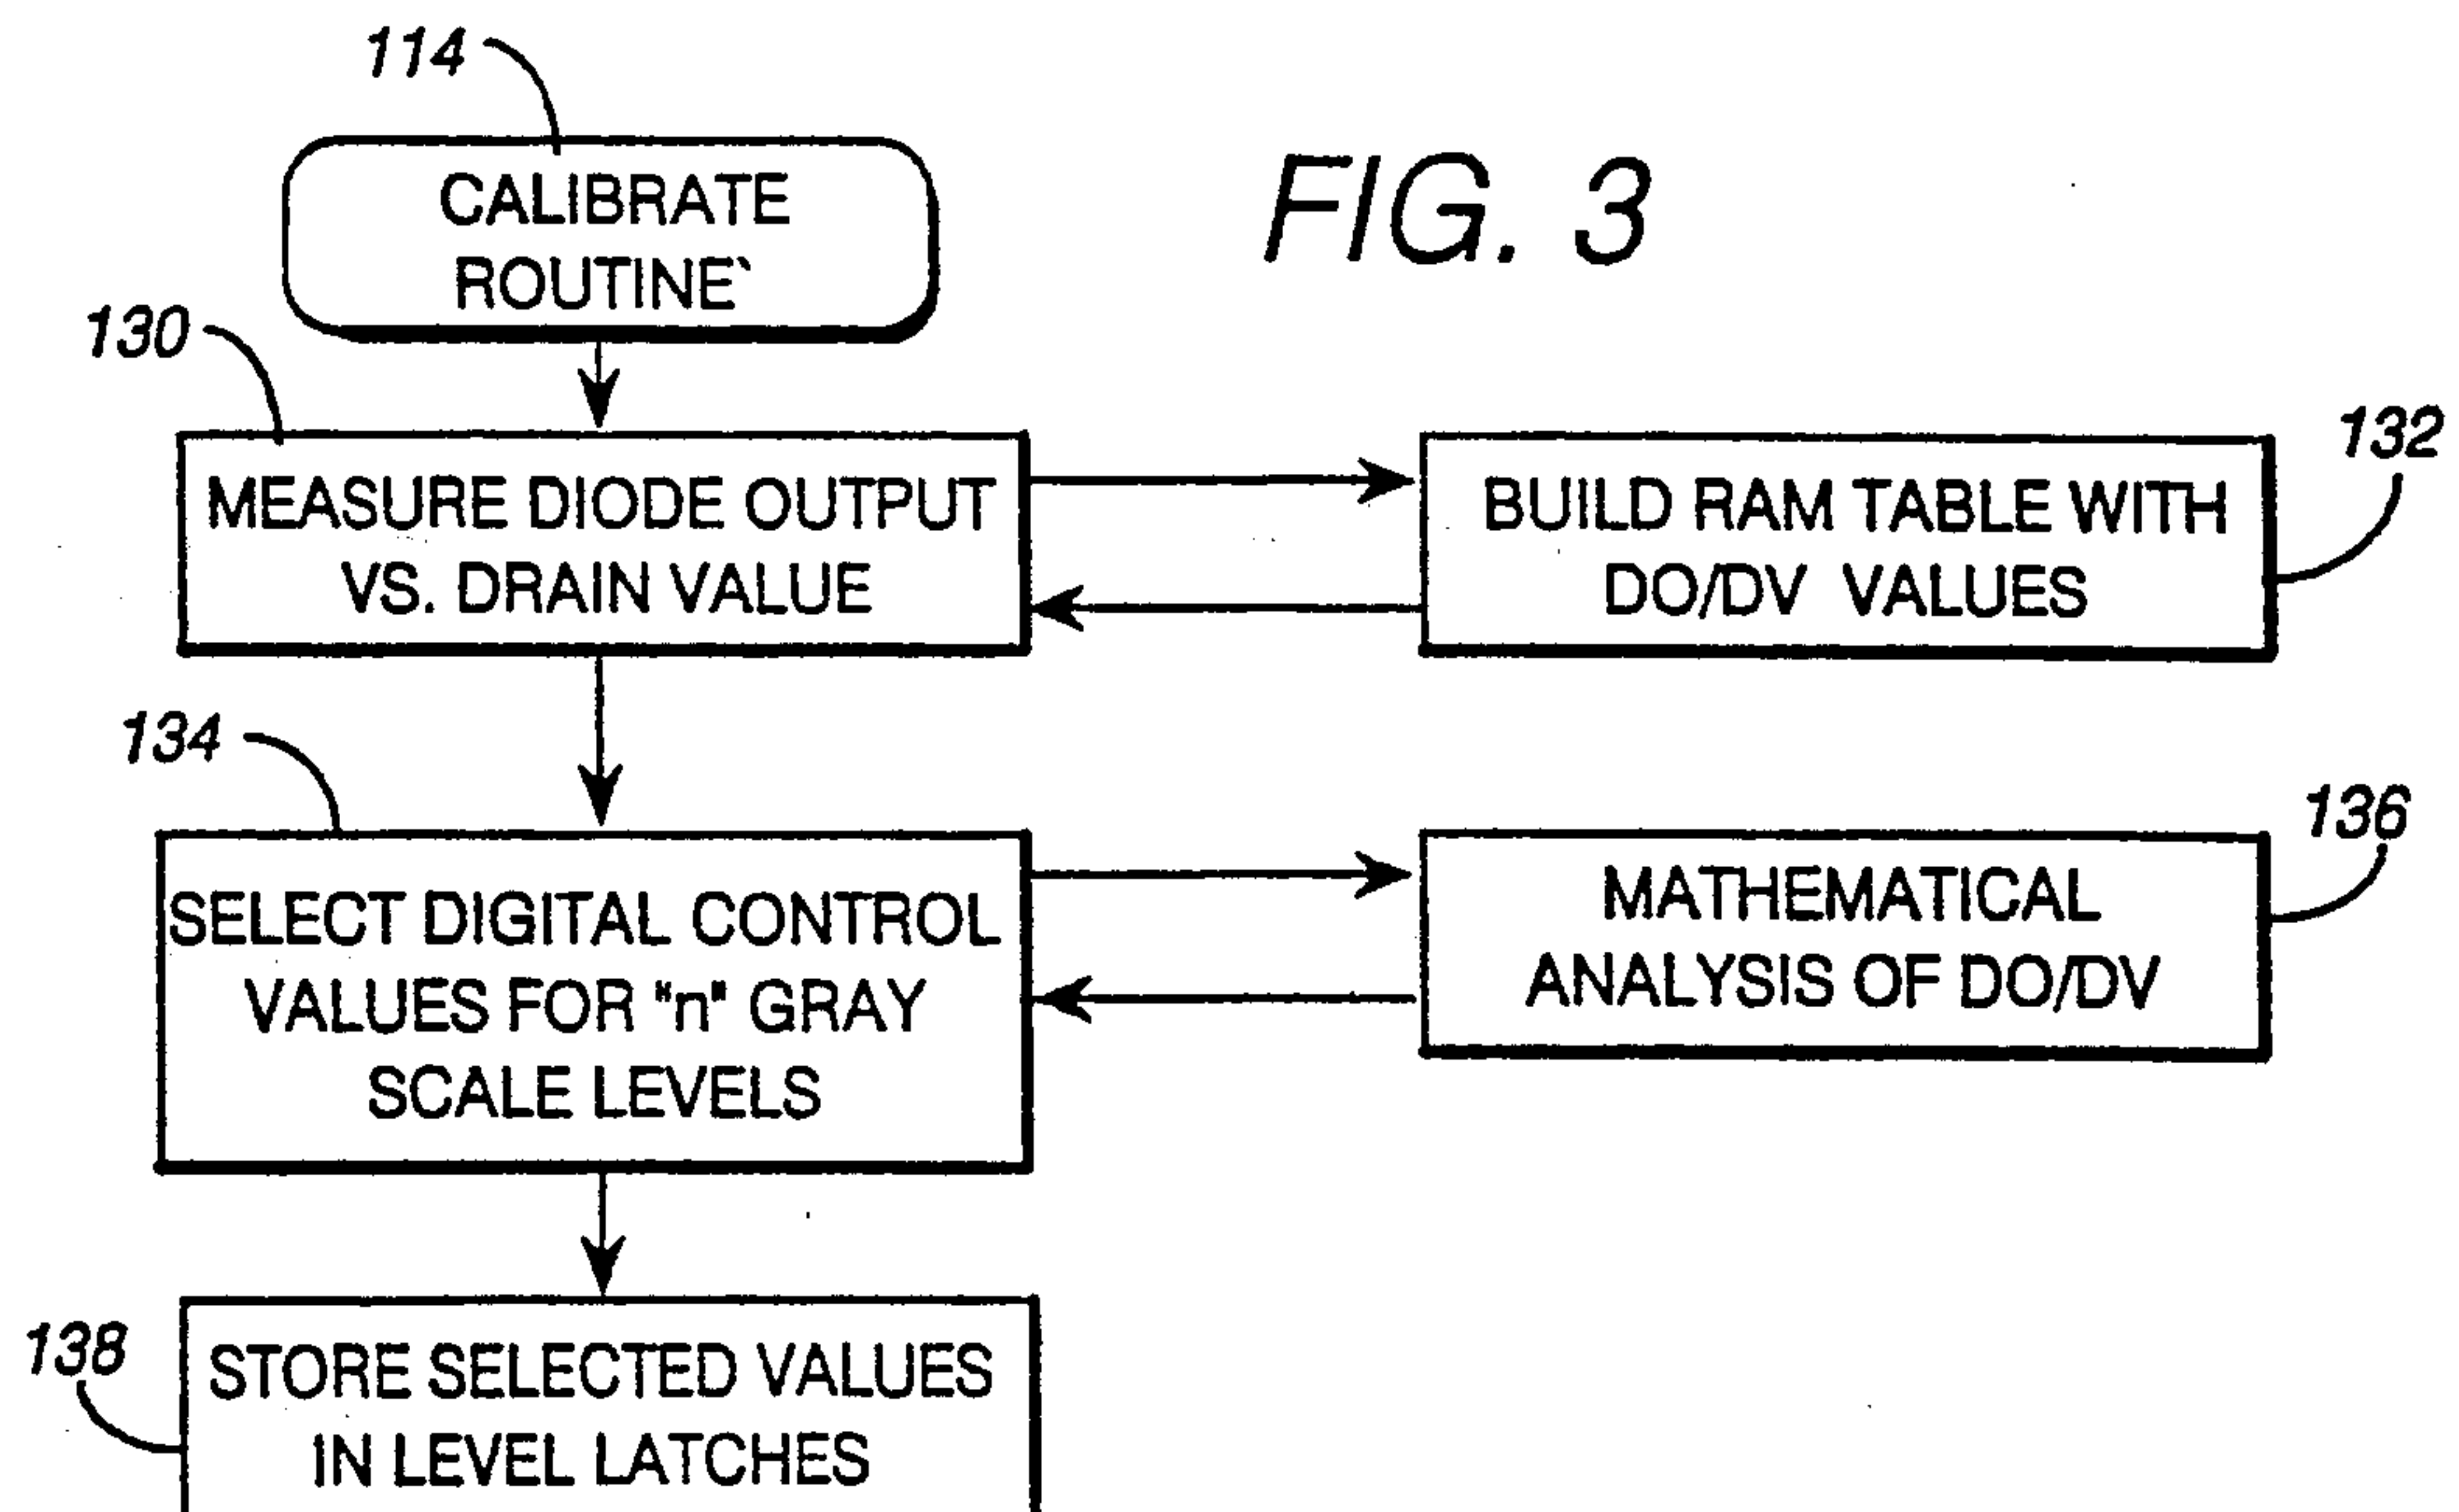 114
CALIBRATE
ROUTINE`
FIG. 3
130
MEASURE DIODE OUTPUT
VS. DRAIN VALUE
132
BUILD RAM TABLE WITH
DO/DV VALUES
134
SELECT DIGITAL CONTROL
VALUES FOR "n" GRAY
SCALE LEVELS
136
MATHEMATICAL
ANALYSIS OF DO/DV
138
STORE SELECTED VALUES
IN LEVEL LATCHES